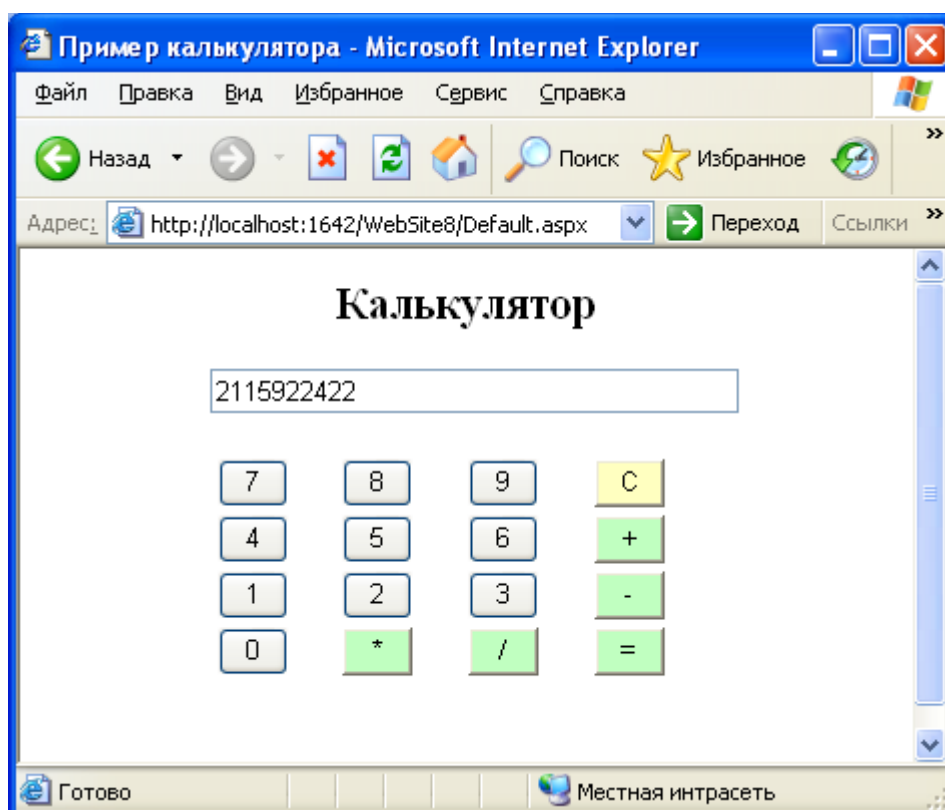 Пример калькулятора - Microsoft Internet Explorer
Файл Правка Вид Избранное Сервис Справка
Назад Поиск Избранное »
Адрес: http://localhost:1642/WebSite8/Default.aspx Переход Ссылки »
Калькулятор
2115922422
7 8 9 C
4 5 6 +
1 2 3 -
0 * / =
Готово Местная интрасеть